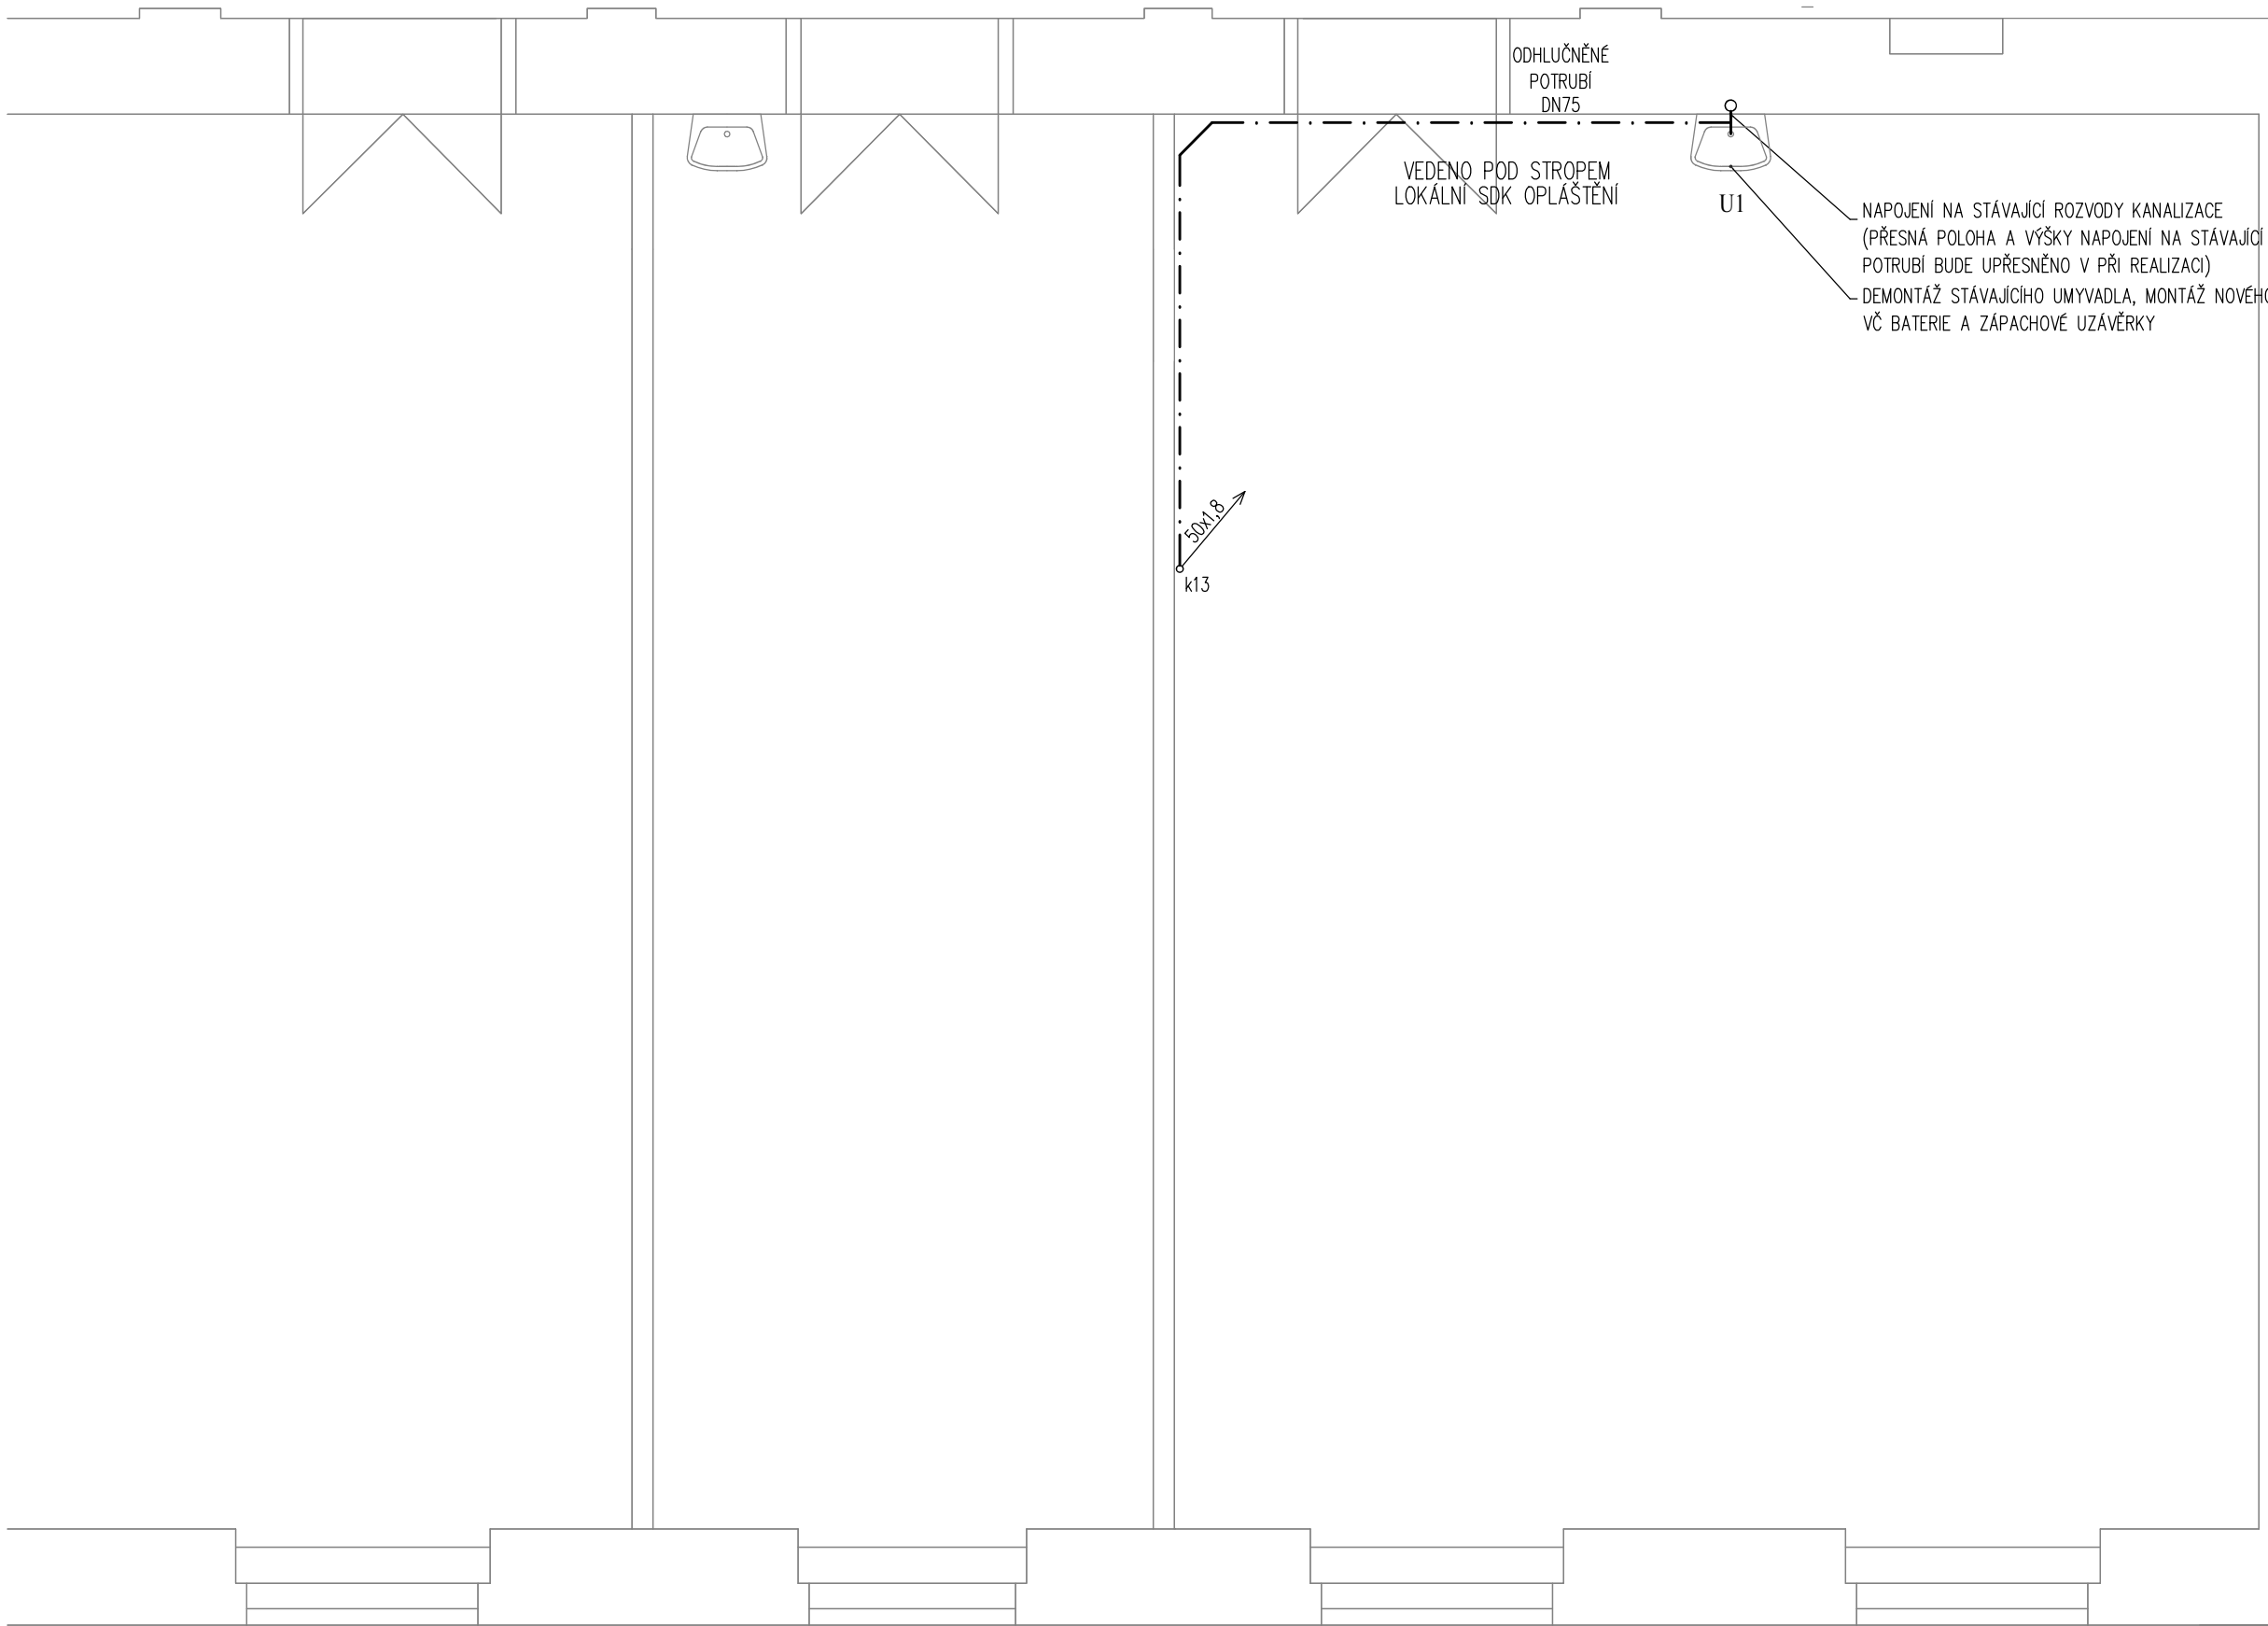 ODHLUČNĚNÉ
POTRUBÍ
DN75
VEDENO POD STROPEM
LOKÁLNÍ SDK OPLÁŠTĚNÍ
U1
NAPOJENÍ NA STÁVAJÍCÍ ROZVODY KANALIZACE
(PŘESNÁ POLOHA A VÝŠKY NAPOJENÍ NA STÁVAJÍCÍ
POTRUBÍ BUDE UPŘESNĚNO V PŘI REALIZACI)
DEMONTÁŽ STÁVAJÍCÍHO UMYVADLA, MONTÁŽ NOVÉHO
VČ BATERIE A ZÁPACHOVÉ UZÁVĚRKY
50x1,8
k13